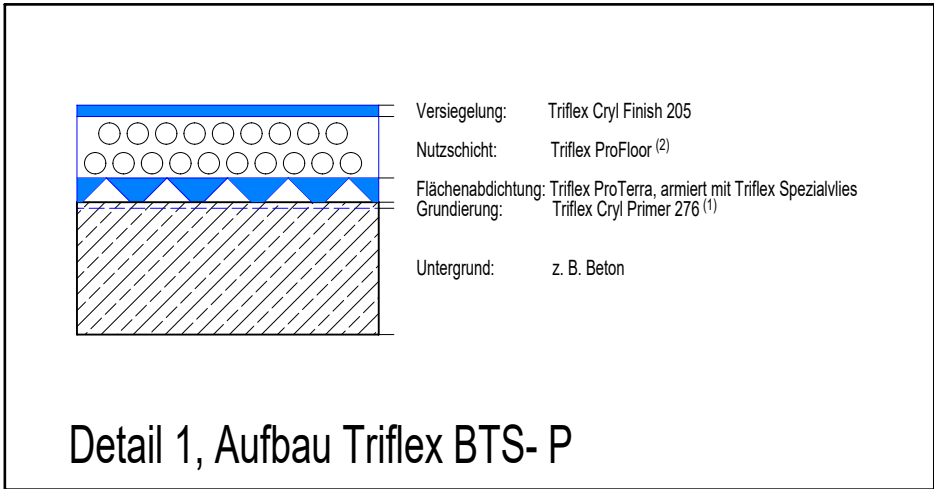 Versiegelung: Triflex Cryl Finish 205
Nutzschicht: Triflex ProFloor (2)
Flächenabdichtung: Triflex ProTerra, armiert mit Triflex Spezialvlies
Grundierung: Triflex Cryl Primer 276 (1)
Untergrund: z. B. Beton
Detail 1, Aufbau Triflex BTS- P